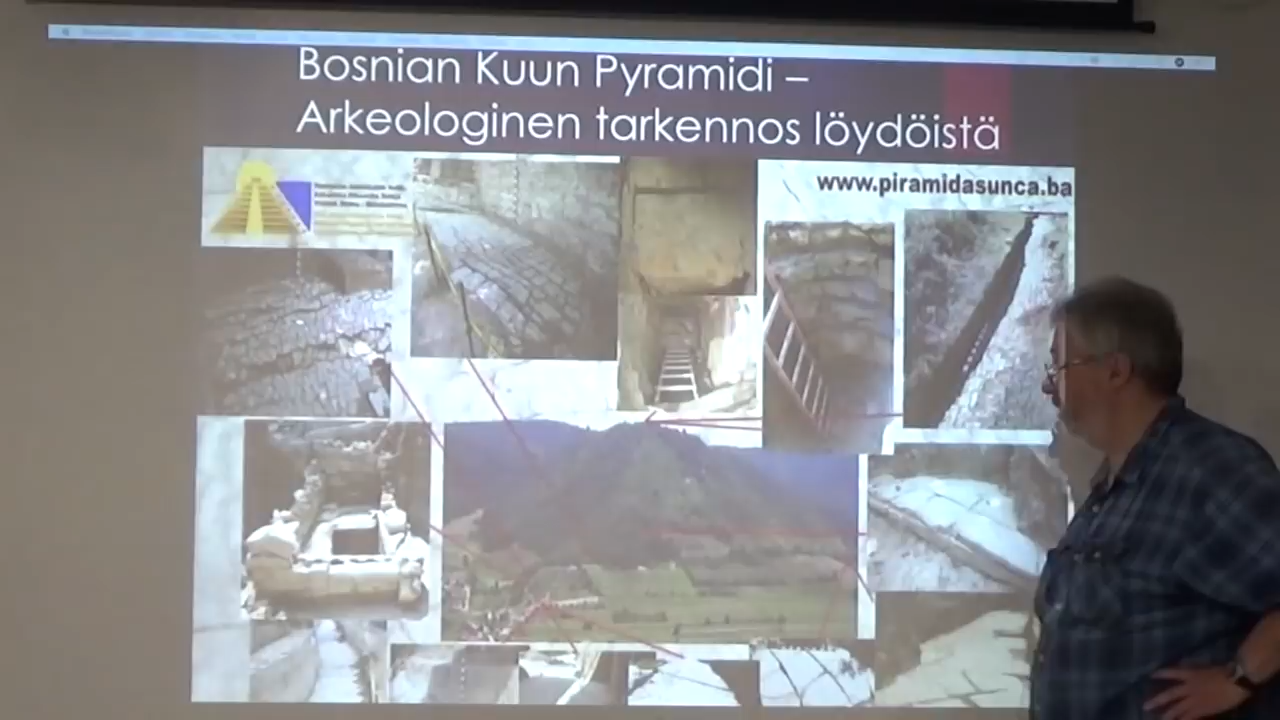 Bosnian Kuun Pyramidi –
Arkeologinen tarkennos löydöistä
www.piramidasunca.ba